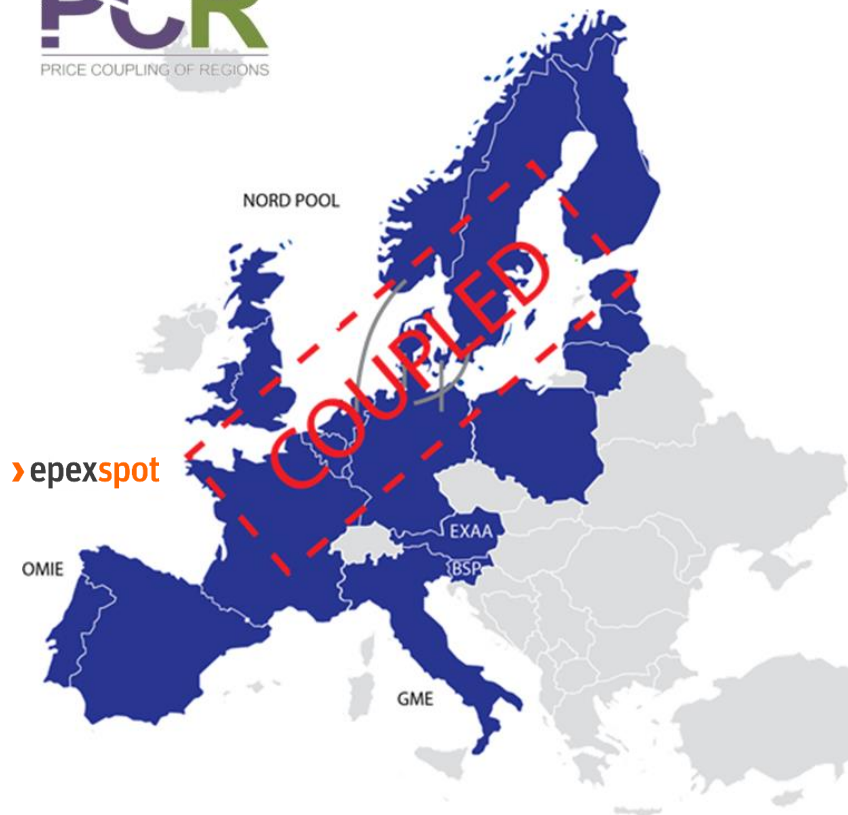 PCR
PRICE COUPLING OF REGIONS
NORD POOL
COUPLED
epexspot
EXAA
OMIE
BSP
GME